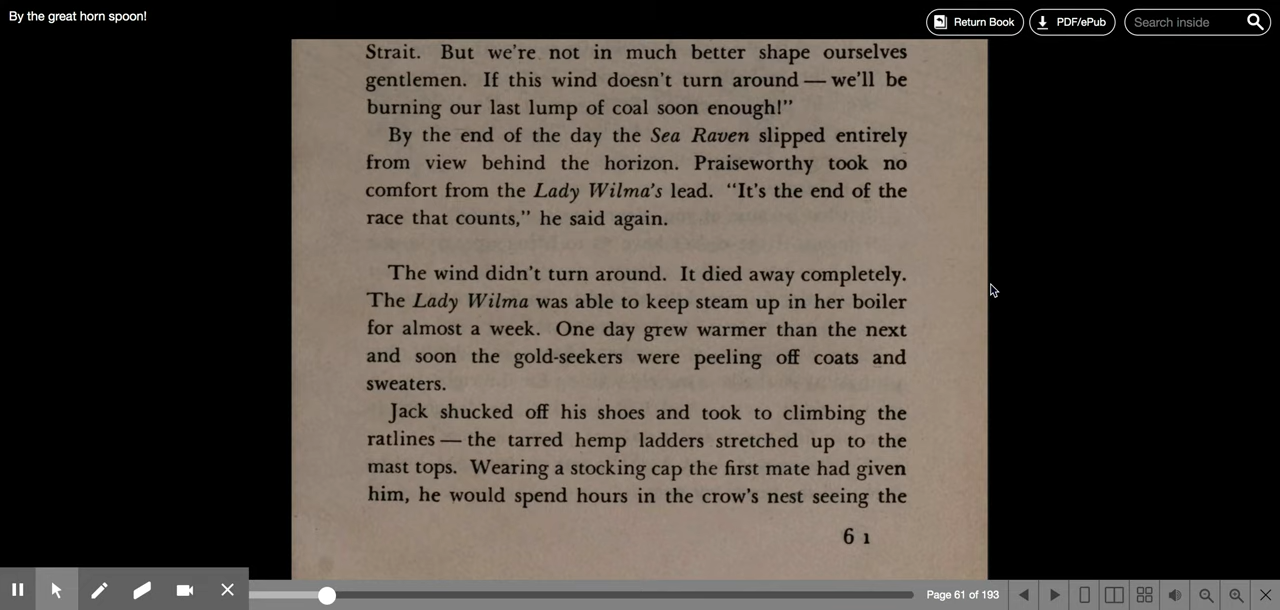 By the great horn spoon!
Return Book
PDF/ePub
Search inside
Strait. But we're not in much better shape ourselves
gentlemen. If this wind doesn't turn around — we'll be
burning our last lump of coal soon enough!”
By the end of the day the Sea Raven slipped entirely
from view behind the horizon. Praiseworthy took no
comfort from the Lady Wilma's lead. “It's the end of the
race that counts,” he said again.
The wind didn't turn around. It died away completely.
The Lady Wilma was able to keep steam up in her boiler
for almost a week. One day grew warmer than the next
and soon the gold-seekers were peeling off coats and
sweaters.
Jack shucked off his shoes and took to climbing the
ratlines — the tarred hemp ladders stretched up to the
mast tops. Wearing a stocking cap the first mate had given
him, he would spend hours in the crow's nest seeing the
61
Page 61 of 193